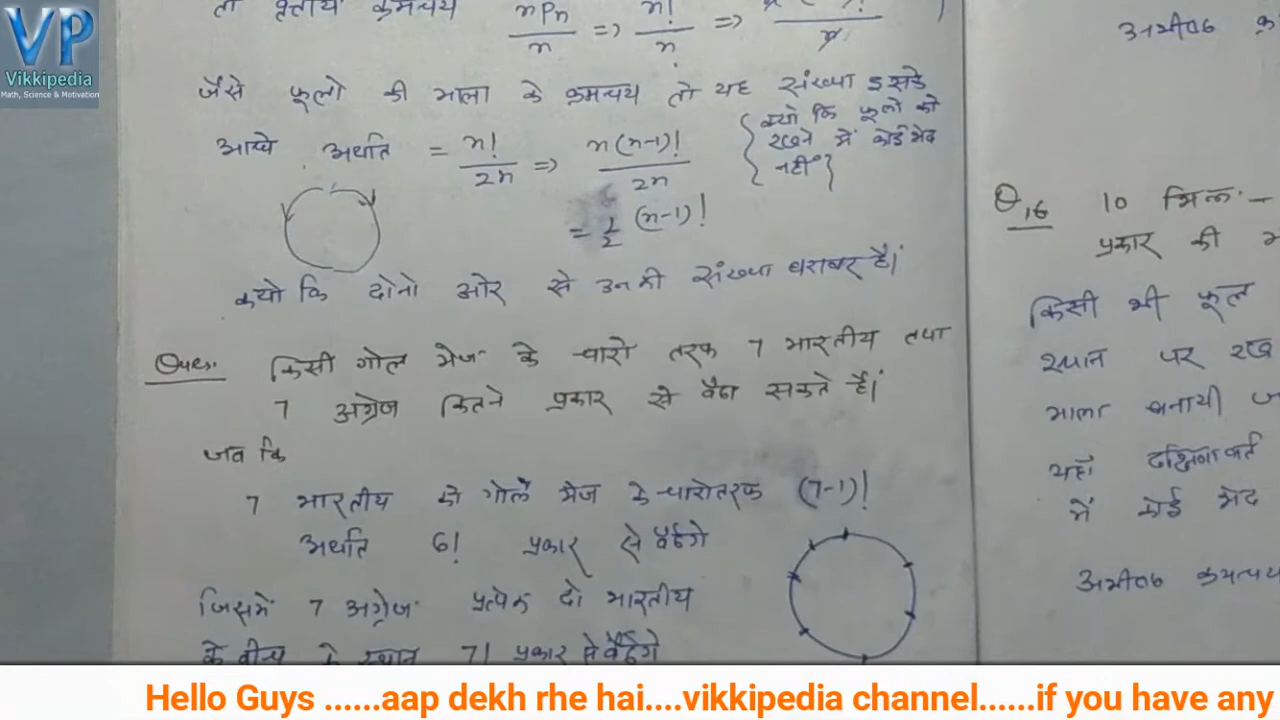 VP
Vikkipedia
Math, Science & Motivation
तो वृत्तीय क्रमचय nPn/n => n!/n =>
जैसे फूलो की माला के क्रमचय तो यह संख्या इसके
आधे अर्थात = n!/2n => n(n-1)!/2n
{क्यो कि फूलो को
रखने में कोई भेद
नहीं}
= 1/2 (n-1)!
क्यो कि दोनो ओर से उनकी संख्या बराबर है।
Ques. किसी गोल मेज के चारो तरफ 7 भारतीय तथा
7 अंग्रेज कितने प्रकार से बैठ सकते हैं।
जब कि
7 भारतीय को गोल मेज के चारोतरफ (7-1)!
अर्थात 6! प्रकार से बैठेगे
जिसमें 7 अंग्रेज प्रत्येक दो भारतीय
के बीच के स्थान 7! प्रकार से बैठेगे
अभीष्ट
Q.16 10 भिन्न-
प्रकार की
किसी भी फूल
स्थान पर रख
माला बनायी
यहाँ दक्षिणावर्त
में कोई भेद
अभीष्ट क्रमचय
Hello Guys ......aap dekh rhe hai....vikkipedia channel......if you have any